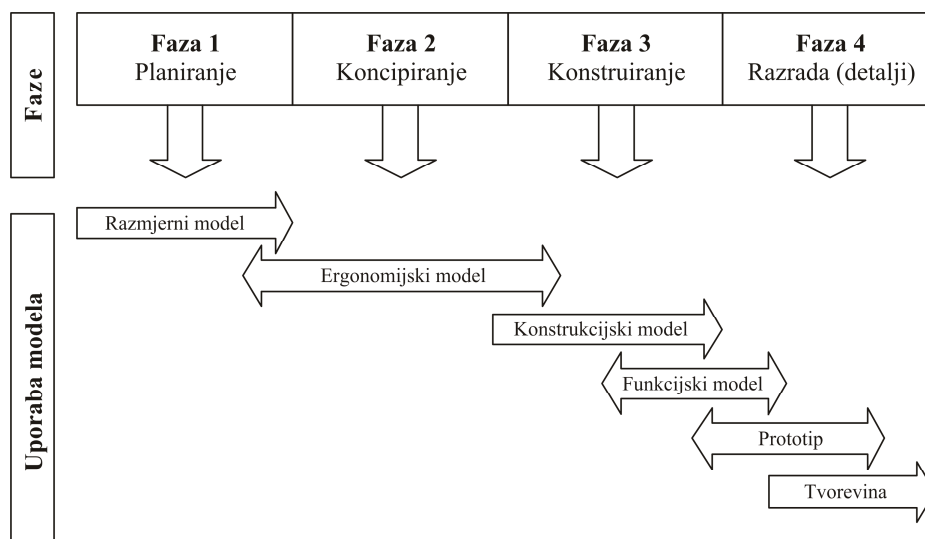 Faze
Faza 1
Planiranje
Faza 2
Koncipiranje
Faza 3
Konstruiranje
Faza 4
Razrada (detalji)
Uporaba modela
Razmjerni model
Ergonomijski model
Konstrukcijski model
Funkcijski model
Prototip
Tvorevina